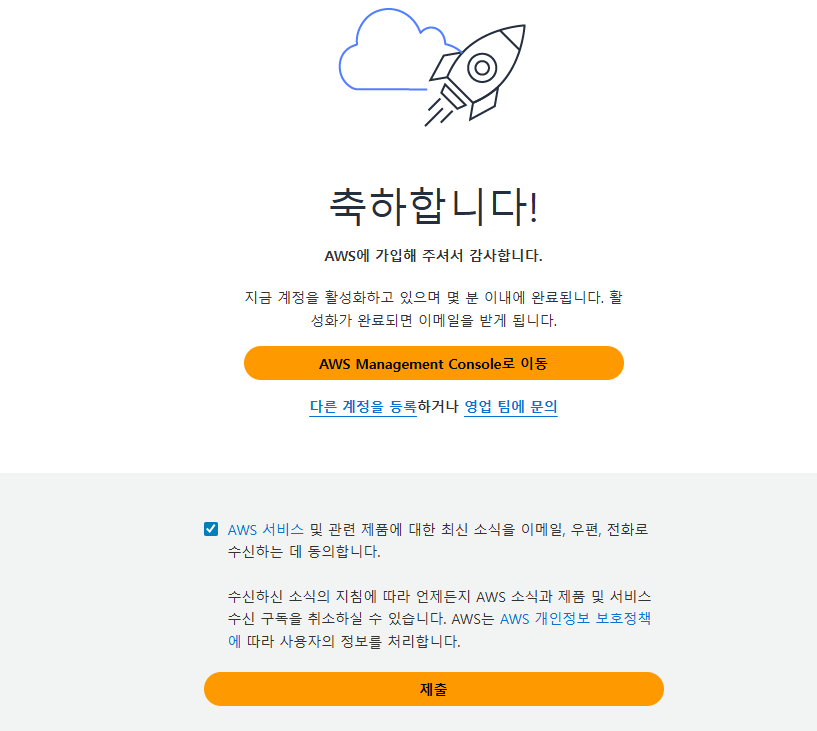 축하합니다!
AWS에 가입해 주셔서 감사합니다.
지금 계정을 활성화하고 있으며 몇 분 이내에 완료됩니다. 활
성화가 완료되면 이메일을 받게 됩니다.
AWS Management Console로 이동
다른 계정을 등록하거나 영업 팀에 문의
AWS 서비스 및 관련 제품에 대한 최신 소식을 이메일, 우편, 전화로
수신하는 데 동의합니다.
수신하신 소식의 지침에 따라 언제든지 AWS 소식과 제품 및 서비스
수신 구독을 취소하실 수 있습니다. AWS는 AWS 개인정보 보호정책
에 따라 사용자의 정보를 처리합니다.
제출